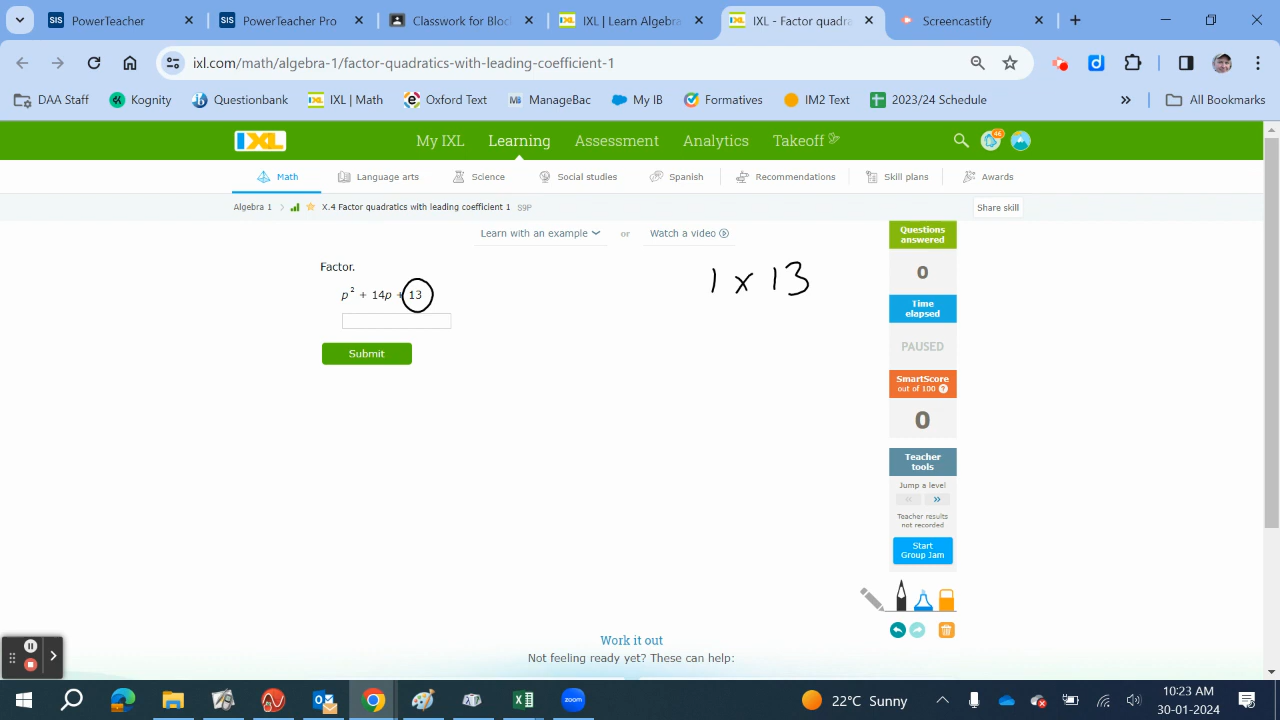 PowerTeacher
PowerTeacher Pro
Classwork for Bloc
IXL | Learn Algebra
IXL - Factor quadra
Screencastify
ixl.com/math/algebra-1/factor-quadratics-with-leading-coefficient-1
DAA Staff
Kognity
Questionbank
IXL | Math
Oxford Text
ManageBac
My IB
Formatives
IM2 Text
2023/24 Schedule
All Bookmarks
IXL
My IXL
Learning
Assessment
Analytics
Takeoff
46
Math
Language arts
Science
Social studies
Spanish
Recommendations
Skill plans
Awards
Algebra 1
X.4 Factor quadratics with leading coefficient 1 S9P
Share skill
Learn with an example or Watch a video
Factor.
p² + 14p + 13
1 x 13
Submit
Questions answered
0
Time elapsed
PAUSED
SmartScore
out of 100 ?
0
Teacher tools
Jump a level
Teacher results not recorded
Start Group Jam
Work it out
Not feeling ready yet? These can help:
22°C Sunny
10:23 AM
30-01-2024